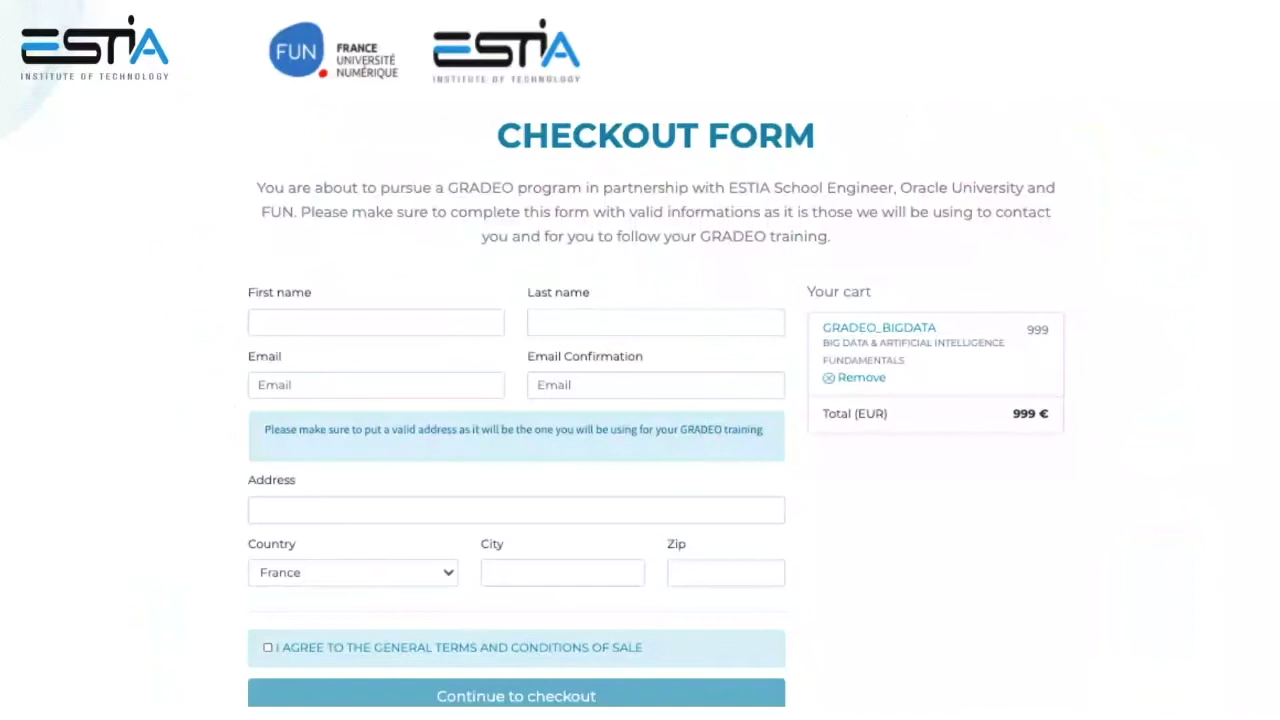 ESTIA
INSTITUTE OF TECHNOLOGY
FUN
FRANCE
UNIVERSITÉ
NUMÉRIQUE
ESTIA
INSTITUTE OF TECHNOLOGY
CHECKOUT FORM
You are about to pursue a GRADEO program in partnership with ESTIA School Engineer, Oracle University and
FUN. Please make sure to complete this form with valid informations as it is those we will be using to contact
you and for you to follow your GRADEO training.
First name
Last name
Email
Email Confirmation
Email
Email
Please make sure to put a valid address as it will be the one you will be using for your GRADEO training
Address
Country
City
Zip
France
I AGREE TO THE GENERAL TERMS AND CONDITIONS OF SALE
Continue to checkout
Your cart
GRADEO_BIGDATA 999
BIG DATA & ARTIFICIAL INTELLIGENCE
FUNDAMENTALS
Remove
Total (EUR) 999 €